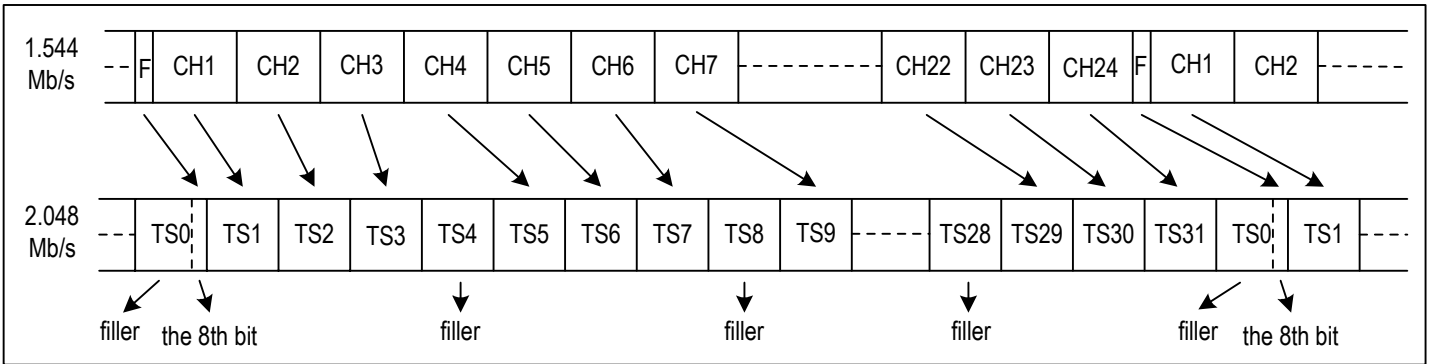 1.544
Mb/s
F CH1 CH2 CH3 CH4 CH5 CH6 CH7 CH22 CH23 CH24 F CH1 CH2
2.048
Mb/s
TS0 TS1 TS2 TS3 TS4 TS5 TS6 TS7 TS8 TS9 TS28 TS29 TS30 TS31 TS0 TS1
filler the 8th bit filler filler filler filler the 8th bit